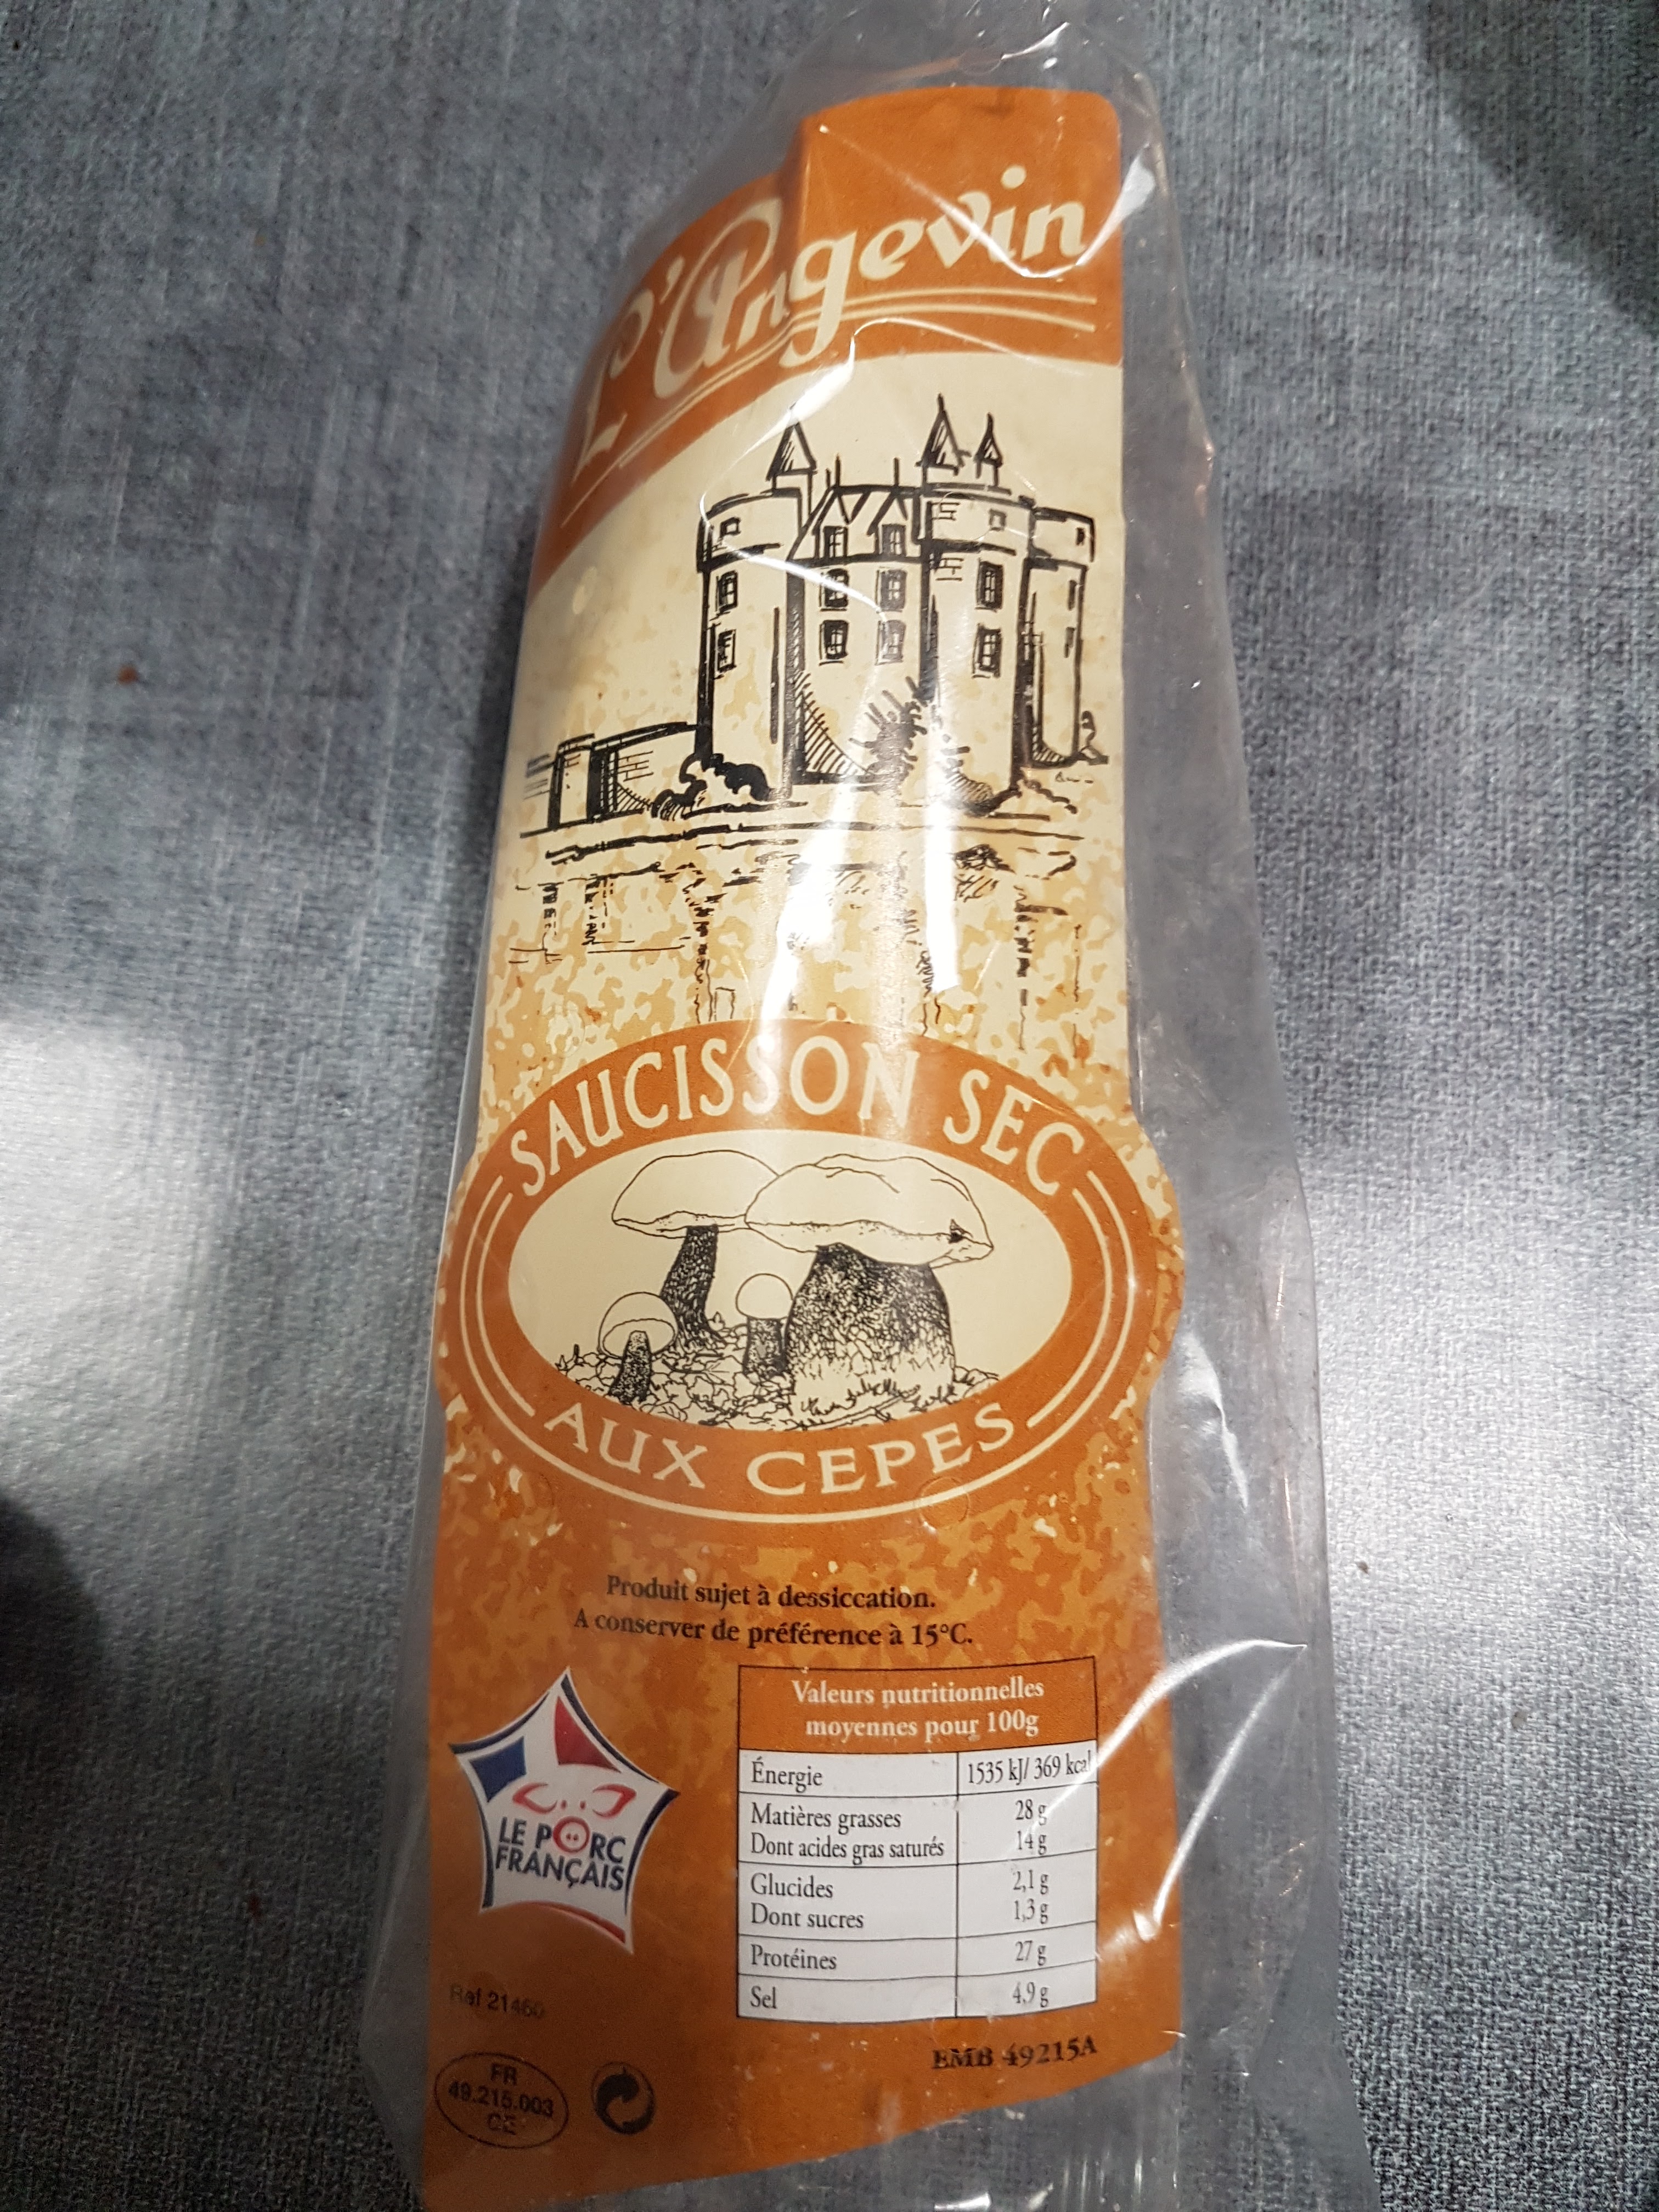 L'Angevin
SAUCISSON SEC
AUX CEPES
Produit sujet à dessiccation.
A conserver de préférence à 15°C.
LE PORC
FRANÇAIS
Valeurs nutritionnelles
moyennes pour 100g
Énergie 1535 kJ/ 369 kcal
Matières grasses 28 g
Dont acides gras saturés 14 g
Glucides 2,1 g
Dont sucres 1,3 g
Protéines 27 g
Sel 4,9 g
Ref 21460
EMB 49215A
FR
49.215.003
CE